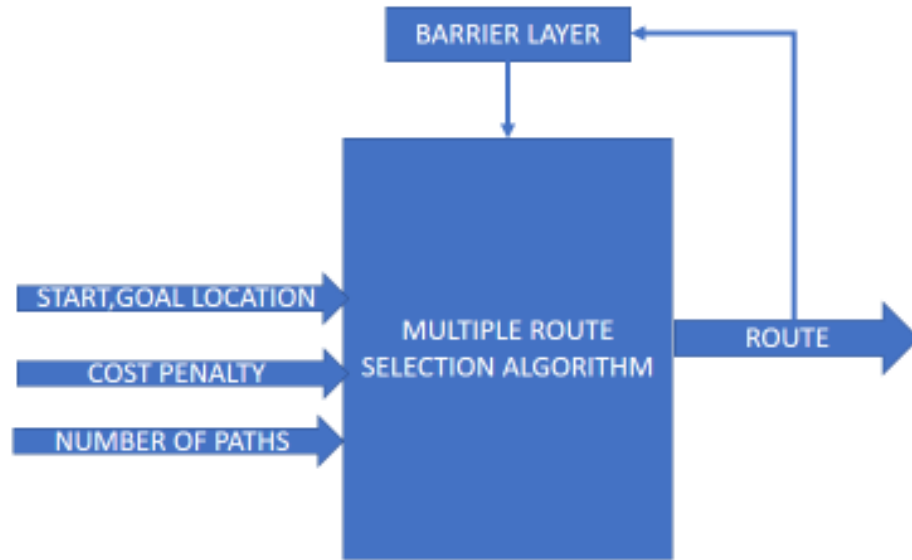 BARRIER LAYER
START,GOAL LOCATION
COST PENALTY
NUMBER OF PATHS
MULTIPLE ROUTE
SELECTION ALGORITHM
ROUTE